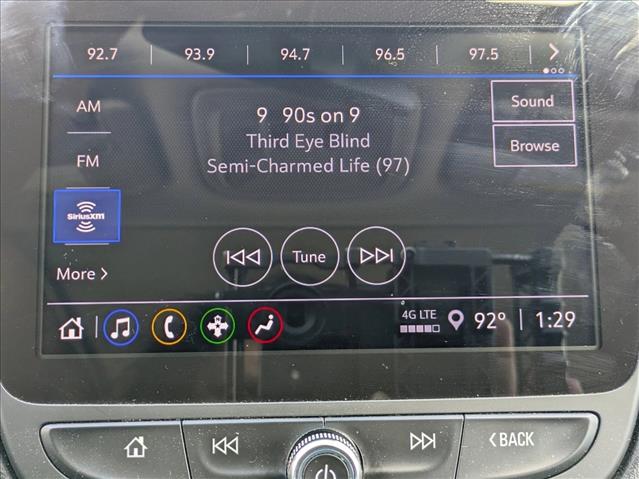 92.7 93.9 94.7 96.5 97.5
AM
9 90s on 9
Sound
Third Eye Blind
Browse
FM
Semi-Charmed Life (97)
SiriusXM
Tune
More >
4G LTE
92° 1:29
<BACK